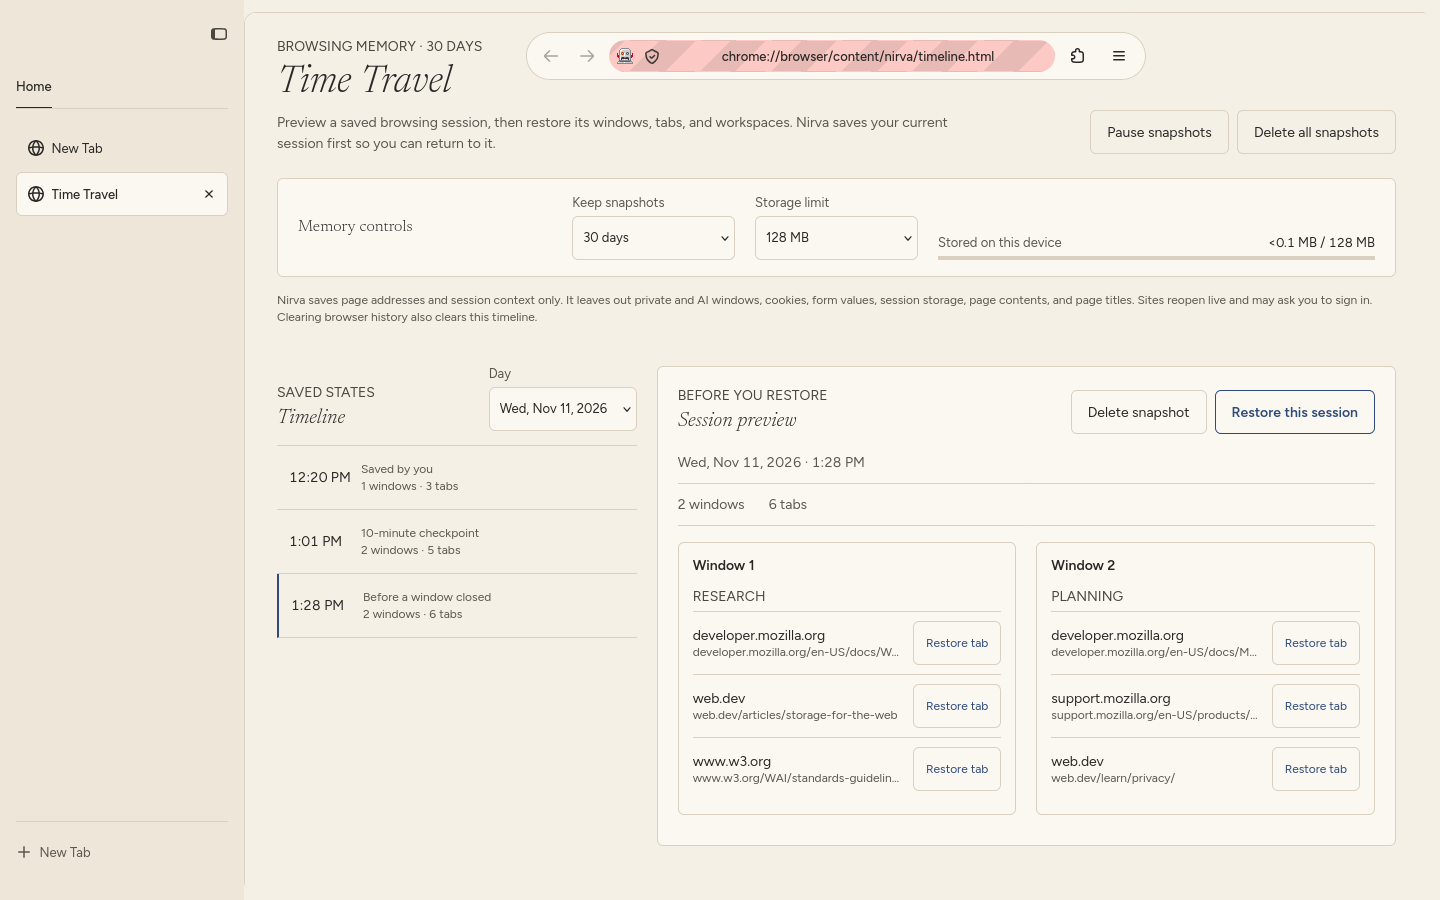 Home
New Tab
Time Travel
New Tab
BROWSING MEMORY · 30 DAYS
Time Travel
chrome://browser/content/nirva/timeline.html
Preview a saved browsing session, then restore its windows, tabs, and workspaces. Nirva saves your current
session first so you can return to it.
Pause snapshots
Delete all snapshots
Memory controls
Keep snapshots
30 days
Storage limit
128 MB
Stored on this device
<0.1 MB / 128 MB
Nirva saves page addresses and session context only. It leaves out private and AI windows, cookies, form values, session storage, page contents, and page titles. Sites reopen live and may ask you to sign in.
Clearing browser history also clears this timeline.
SAVED STATES
Timeline
Day
Wed, Nov 11, 2026
12:20 PM
Saved by you
1 windows · 3 tabs
1:01 PM
10-minute checkpoint
2 windows · 5 tabs
1:28 PM
Before a window closed
2 windows · 6 tabs
BEFORE YOU RESTORE
Session preview
Delete snapshot
Restore this session
Wed, Nov 11, 2026 · 1:28 PM
2 windows 6 tabs
Window 1
RESEARCH
developer.mozilla.org
developer.mozilla.org/en-US/docs/W...
Restore tab
web.dev
web.dev/articles/storage-for-the-web
Restore tab
www.w3.org
www.w3.org/WAI/standards-guidelin...
Restore tab
Window 2
PLANNING
developer.mozilla.org
developer.mozilla.org/en-US/docs/M...
Restore tab
support.mozilla.org
support.mozilla.org/en-US/products/...
Restore tab
web.dev
web.dev/learn/privacy/
Restore tab